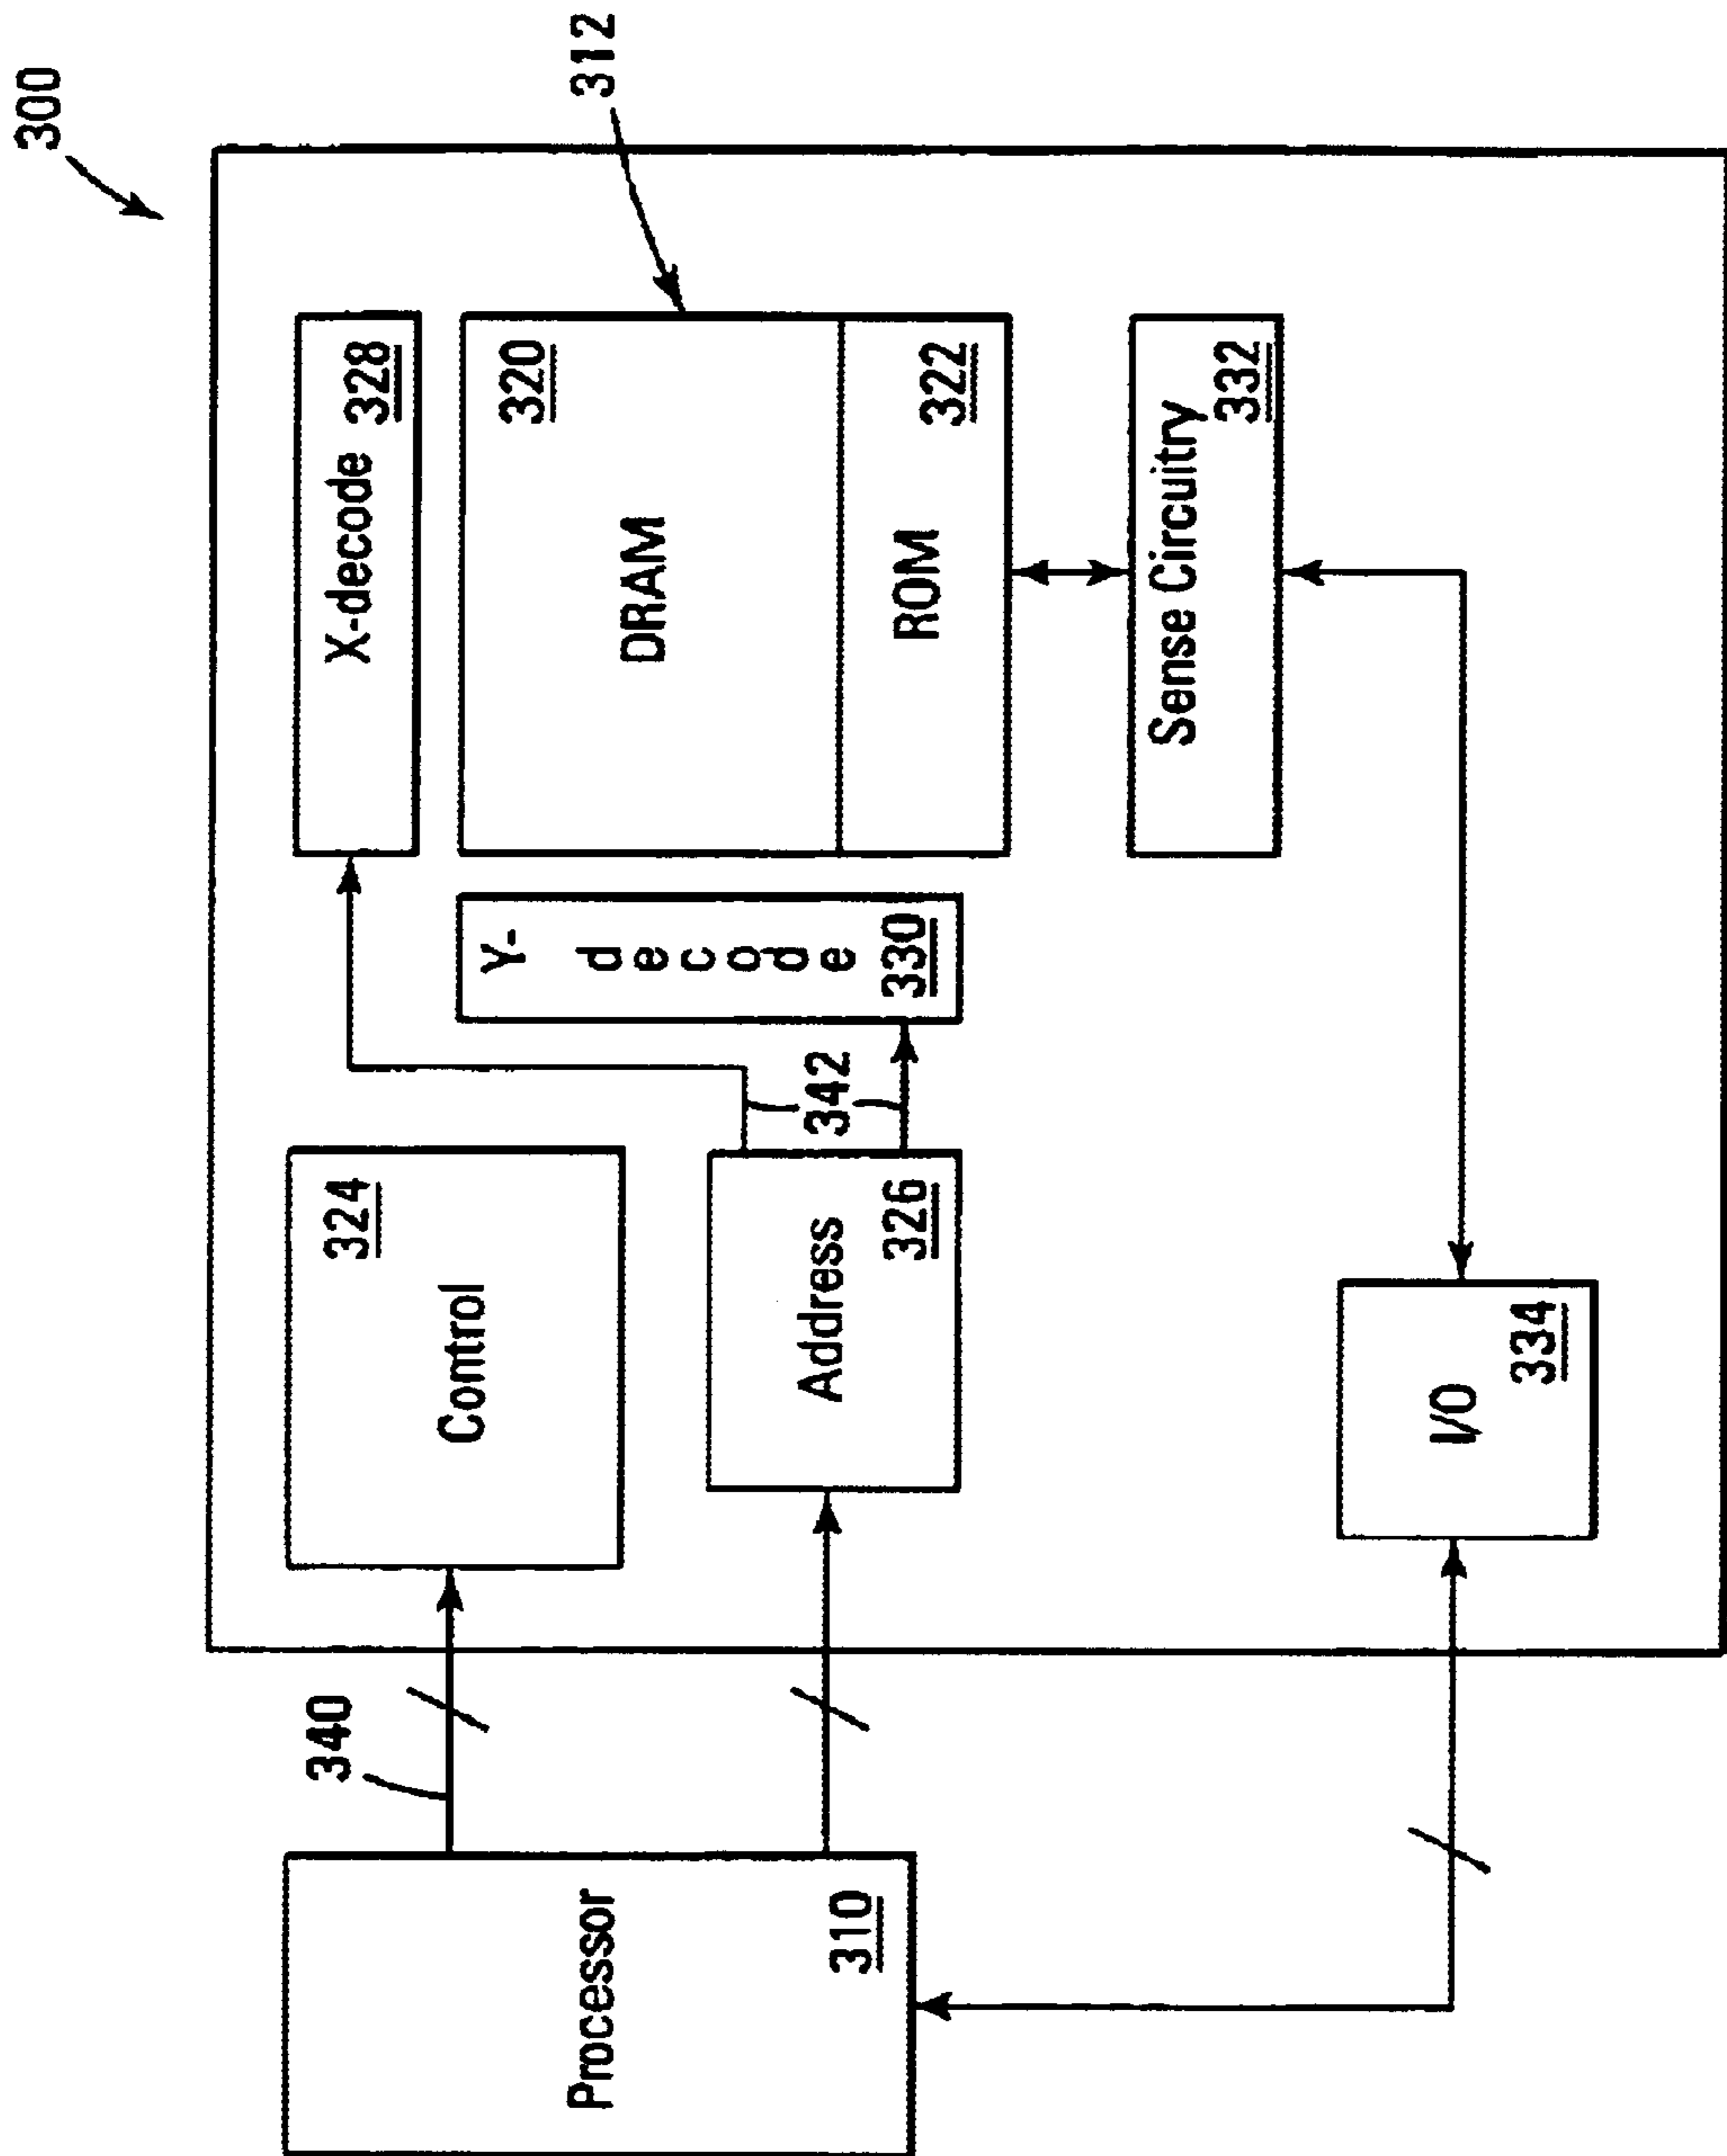 300
312
X-decode 328
320
DRAM
322
ROM
Sense Circuitry
332
Y-
d
e
c
o
d
e
330
342
324
Control
326
Address
334
I/O
340
Processor
310